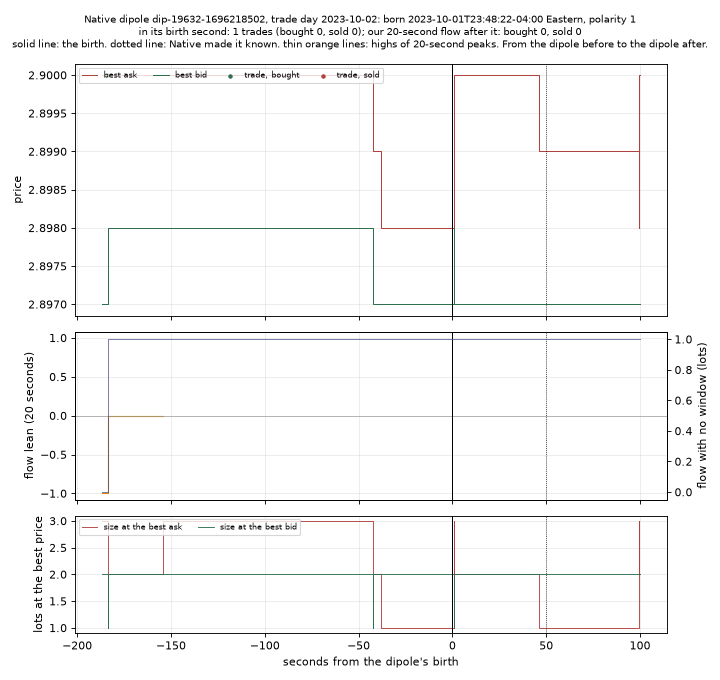 Native dipole dip-19632-1696218502, trade day 2023-10-02: born 2023-10-01T23:48:22-04:00 Eastern, polarity 1
in its birth second: 1 trades (bought 0, sold 0); our 20-second flow after it: bought 0, sold 0
solid line: the birth. dotted line: Native made it known. thin orange lines: highs of 20-second peaks. From the dipole before to the dipole after.
best ask
best bid
trade, bought
trade, sold
2.9000
2.8995
2.8990
2.8985
2.8980
2.8975
2.8970
price
1.0
0.5
0.0
−0.5
−1.0
flow lean (20 seconds)
1.0
0.8
0.6
0.4
0.2
0.0
flow with no window (lots)
size at the best ask
size at the best bid
3.0
2.5
2.0
1.5
1.0
lots at the best price
−200
−150
−100
−50
0
50
100
seconds from the dipole's birth